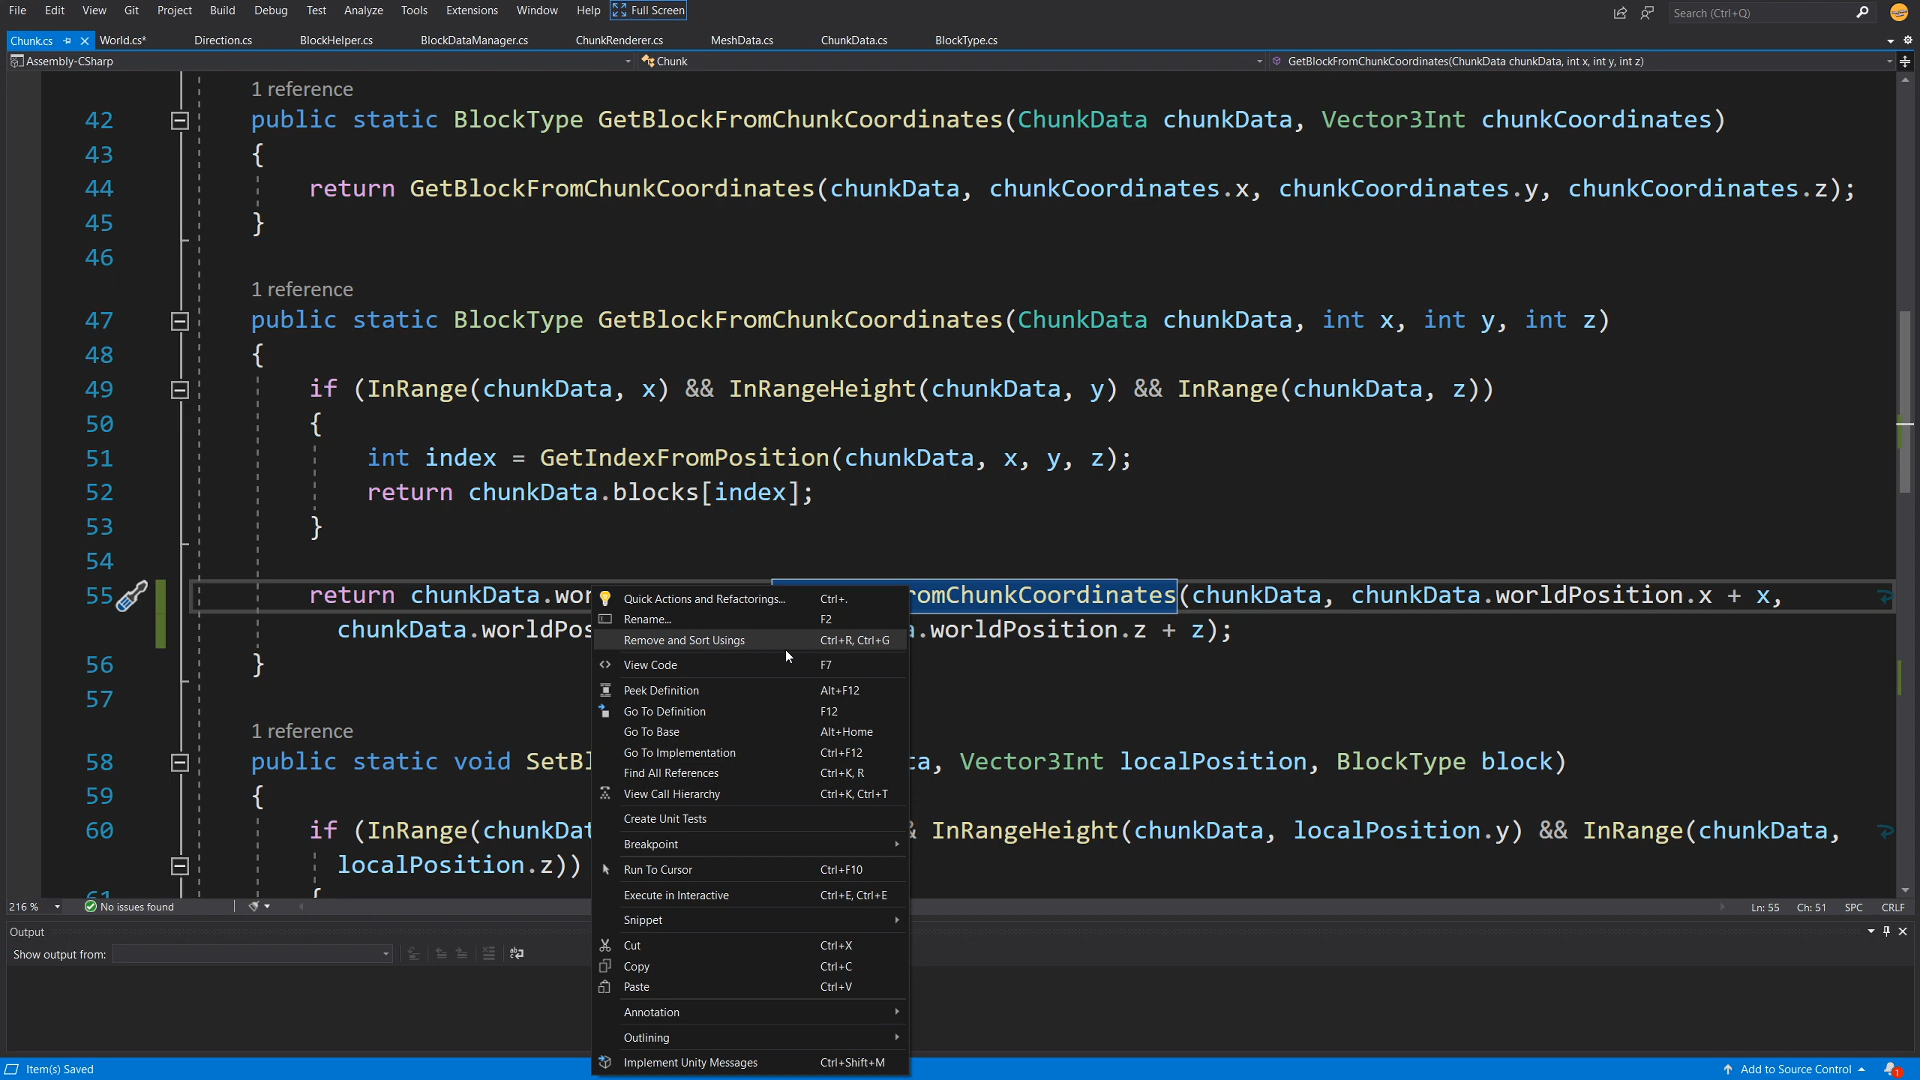 File Edit View Git Project Build Debug Test Analyze Tools Extensions Window Help Full Screen Search (Ctrl+Q)
Chunk.cs World.cs* Direction.cs BlockHelper.cs BlockDataManager.cs ChunkRenderer.cs MeshData.cs ChunkData.cs BlockType.cs
Assembly-CSharp Chunk GetBlockFromChunkCoordinates(ChunkData chunkData, int x, int y, int z)
1 reference
42 public static BlockType GetBlockFromChunkCoordinates(ChunkData chunkData, Vector3Int chunkCoordinates)
43 {
44 return GetBlockFromChunkCoordinates(chunkData, chunkCoordinates.x, chunkCoordinates.y, chunkCoordinates.z);
45 }
46
1 reference
47 public static BlockType GetBlockFromChunkCoordinates(ChunkData chunkData, int x, int y, int z)
48 {
49 if (InRange(chunkData, x) && InRangeHeight(chunkData, y) && InRange(chunkData, z))
50 {
51 int index = GetIndexFromPosition(chunkData, x, y, z);
52 return chunkData.blocks[index];
53 }
54
55 return chunkData.wor omChunkCoordinates(chunkData, chunkData.worldPosition.x + x,
chunkData.worldPos .worldPosition.z + z);
56 }
57
1 reference
58 public static void SetBl ta, Vector3Int localPosition, BlockType block)
59 {
60 if (InRange(chunkDat & InRangeHeight(chunkData, localPosition.y) && InRange(chunkData,
localPosition.z))
61 {
Quick Actions and Refactorings... Ctrl+.
Rename... F2
Remove and Sort Usings Ctrl+R, Ctrl+G
View Code F7
Peek Definition Alt+F12
Go To Definition F12
Go To Base Alt+Home
Go To Implementation Ctrl+F12
Find All References Ctrl+K, R
View Call Hierarchy Ctrl+K, Ctrl+T
Create Unit Tests
Breakpoint
Run To Cursor Ctrl+F10
Execute in Interactive Ctrl+E, Ctrl+E
Snippet
Cut Ctrl+X
Copy Ctrl+C
Paste Ctrl+V
Annotation
Outlining
Implement Unity Messages Ctrl+Shift+M
216 % No issues found Ln: 55 Ch: 51 SPC CRLF
Output
Show output from:
Item(s) Saved Add to Source Control 1